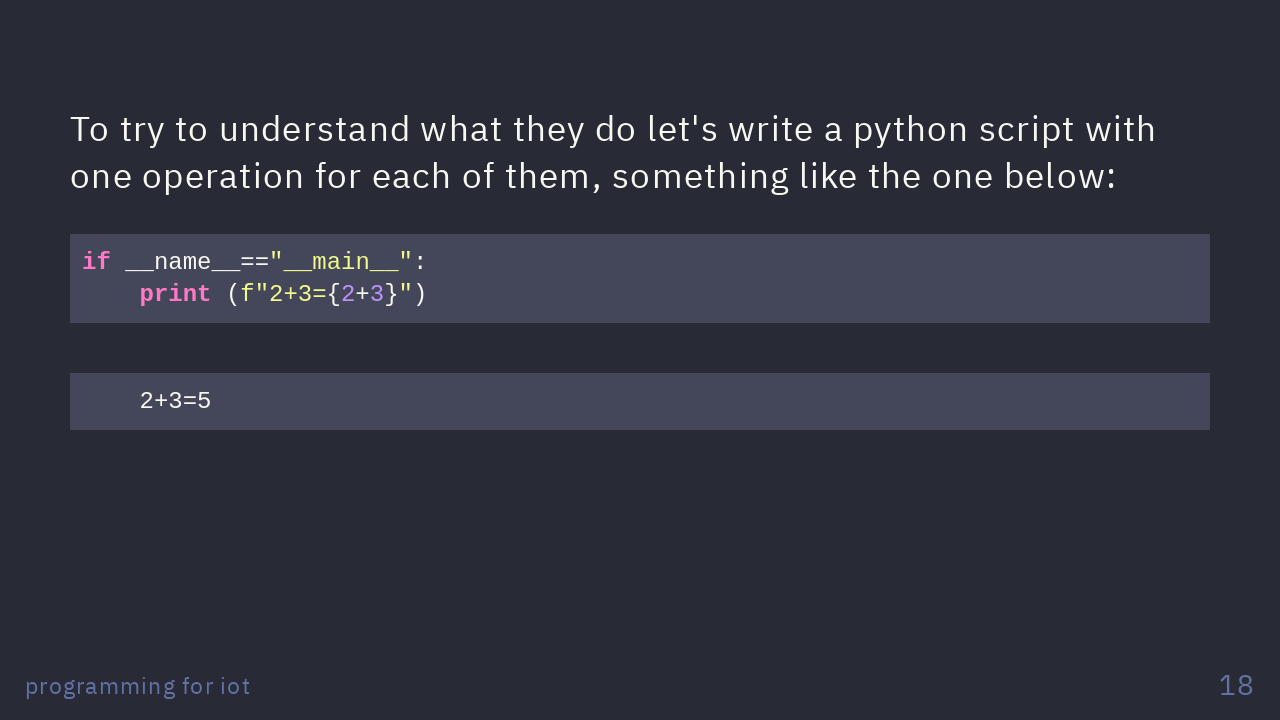 To try to understand what they do let's write a python script with
one operation for each of them, something like the one below:
if __name__=="__main__":
    print (f"2+3={2+3}")
    2+3=5
programming for iot
18